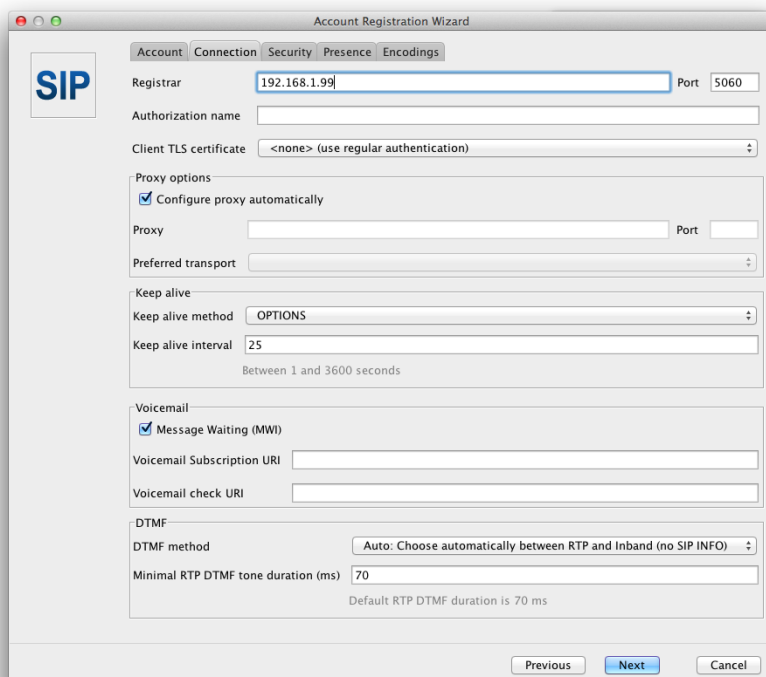 Account Registration Wizard
SIP
Account Connection Security Presence Encodings
Registrar 192.168.1.99 Port 5060
Authorization name
Client TLS certificate <none> (use regular authentication)
Proxy options
Configure proxy automatically
Proxy Port
Preferred transport
Keep alive
Keep alive method OPTIONS
Keep alive interval 25
Between 1 and 3600 seconds
Voicemail
Message Waiting (MWI)
Voicemail Subscription URI
Voicemail check URI
DTMF
DTMF method Auto: Choose automatically between RTP and Inband (no SIP INFO)
Minimal RTP DTMF tone duration (ms) 70
Default RTP DTMF duration is 70 ms
Previous Next Cancel